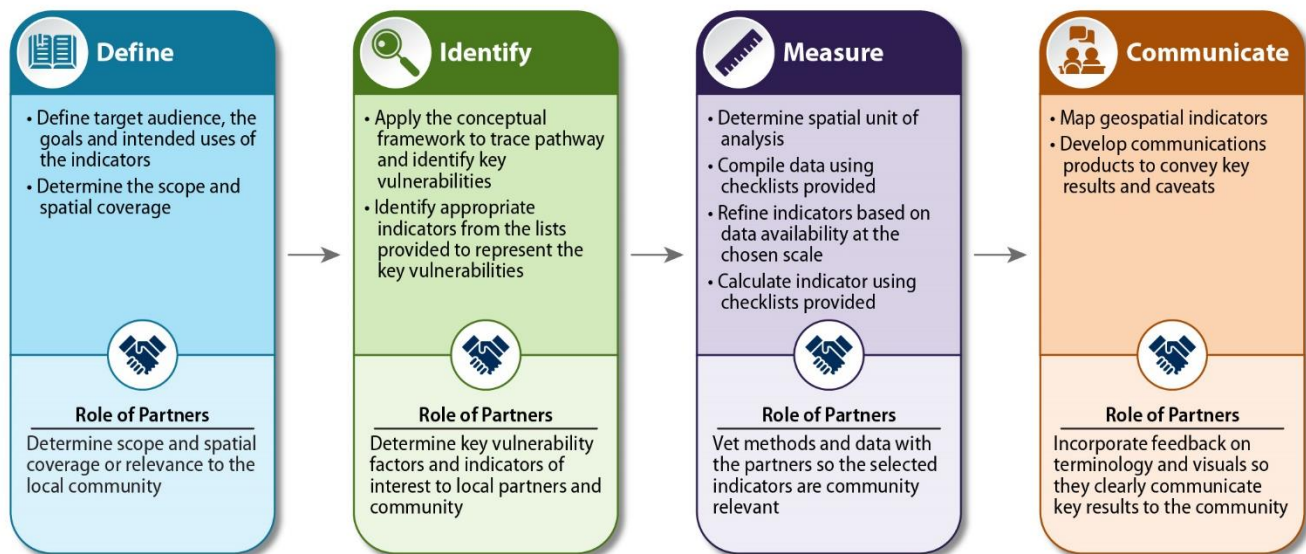 Define
• Define target audience, the
goals and intended uses of
the indicators
• Determine the scope and
spatial coverage
Role of Partners
Determine scope and spatial
coverage or relevance to the
local community
Identify
• Apply the conceptual
framework to trace pathway
and identify key
vulnerabilities
• Identify appropriate
indicators from the lists
provided to represent the
key vulnerabilities
Role of Partners
Determine key vulnerability
factors and indicators of
interest to local partners and
community
Measure
• Determine spatial unit of
analysis
• Compile data using
checklists provided
• Refine indicators based on
data availability at the
chosen scale
• Calculate indicator using
checklists provided
Role of Partners
Vet methods and data with
the partners so the selected
indicators are community
relevant
Communicate
• Map geospatial indicators
• Develop communications
products to convey key
results and caveats
Role of Partners
Incorporate feedback on
terminology and visuals so
they clearly communicate
key results to the community